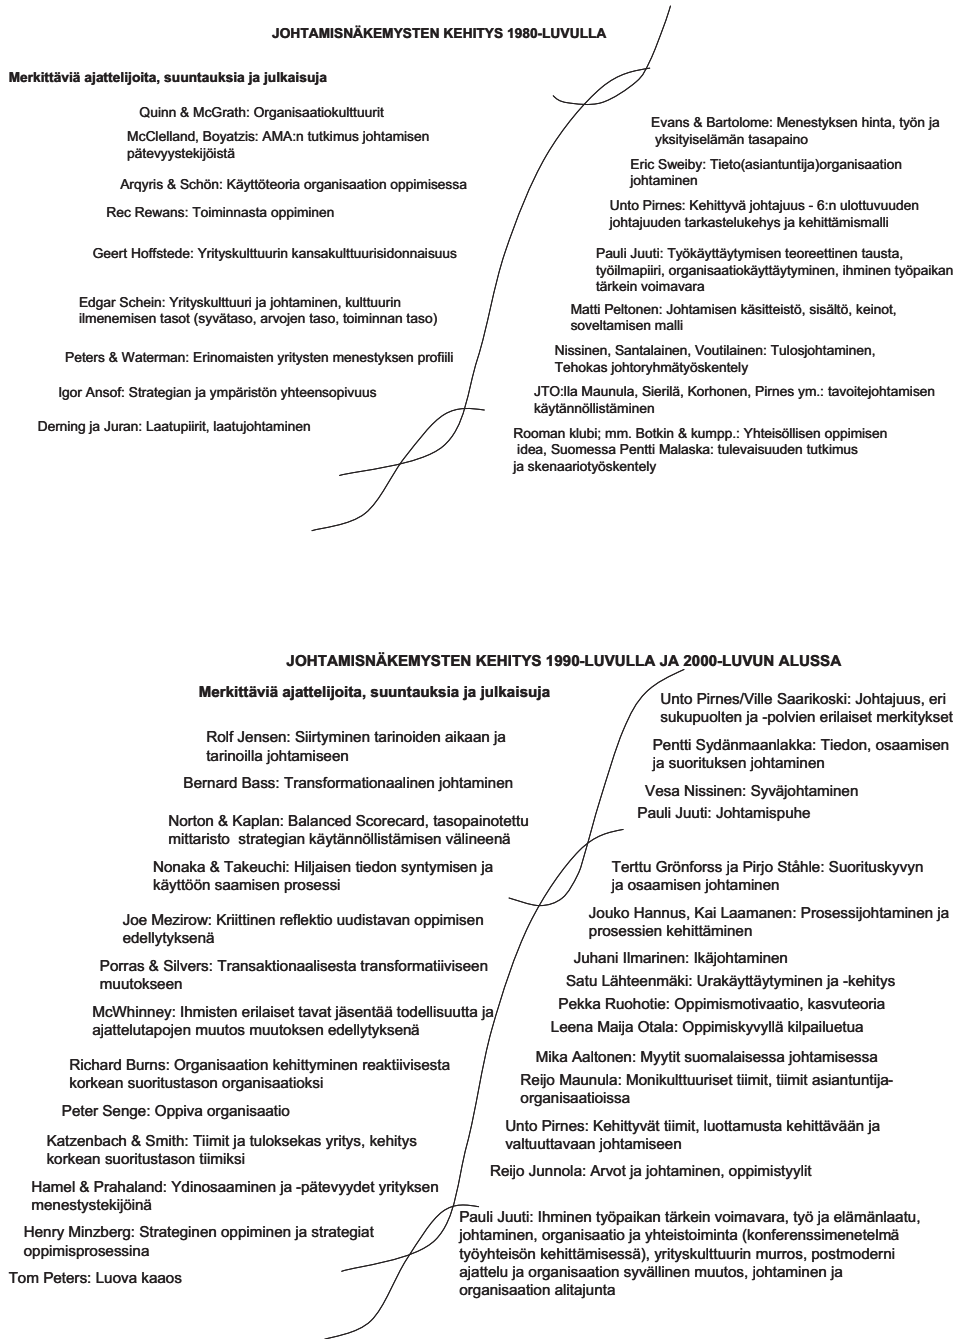 JOHTAMISNÄKEMYSTEN KEHITYS 1980-LUVULLA
Merkittäviä ajattelijoita, suuntauksia ja julkaisuja
Quinn & McGrath: Organisaatiokulttuurit
McClelland, Boyatzis: AMA:n tutkimus johtamisen
pätevyystekijöistä
Arqyris & Schön: Käyttöteoria organisaation oppimisessa
Rec Rewans: Toiminnasta oppiminen
Geert Hoffstede: Yrityskulttuurin kansakulttuurisidonnaisuus
Edgar Schein: Yrityskulttuuri ja johtaminen, kulttuurin
ilmenemisen tasot (syvätaso, arvojen taso, toiminnan taso)
Peters & Waterman: Erinomaisten yritysten menestyksen profiili
Igor Ansof: Strategian ja ympäristön yhteensopivuus
Derning ja Juran: Laatupiirit, laatujohtaminen
Evans & Bartolome: Menestyksen hinta, työn ja
yksityiselämän tasapaino
Eric Sweiby: Tieto(asiantuntija)organisaation
johtaminen
Unto Pirnes: Kehittyvä johtajuus - 6:n ulottuvuuden
johtajuuden tarkastelukehys ja kehittämismalli
Pauli Juuti: Työkäyttäytymisen teoreettinen tausta,
työilmapiiri, organisaatiokäyttäytyminen, ihminen työpaikan
tärkein voimavara
Matti Peltonen: Johtamisen käsitteistö, sisältö, keinot,
soveltamisen malli
Nissinen, Santalainen, Voutilainen: Tulosjohtaminen,
Tehokas johtoryhmätyöskentely
JTO:lla Maunula, Sierilä, Korhonen, Pirnes ym.: tavoitejohtamisen
käytännöllistäminen
Rooman klubi; mm. Botkin & kumpp.: Yhteisöllisen oppimisen
idea, Suomessa Pentti Malaska: tulevaisuuden tutkimus
ja skenaariotyöskentely
JOHTAMISNÄKEMYSTEN KEHITYS 1990-LUVULLA JA 2000-LUVUN ALUSSA
Merkittäviä ajattelijoita, suuntauksia ja julkaisuja
Rolf Jensen: Siirtyminen tarinoiden aikaan ja
tarinoilla johtamiseen
Bernard Bass: Transformationaalinen johtaminen
Norton & Kaplan: Balanced Scorecard, tasopainotettu
mittaristo strategian käytännöllistämisen välineenä
Nonaka & Takeuchi: Hiljaisen tiedon syntymisen ja
käyttöön saamisen prosessi
Joe Mezirow: Kriittinen reflektio uudistavan oppimisen
edellytyksenä
Porras & Silvers: Transaktionaalisesta transformatiiviseen
muutokseen
McWhinney: Ihmisten erilaiset tavat jäsentää todellisuutta ja
ajattelutapojen muutos muutoksen edellytyksenä
Richard Burns: Organisaation kehittyminen reaktiivisesta
korkean suoritustason organisaatioksi
Peter Senge: Oppiva organisaatio
Katzenbach & Smith: Tiimit ja tuloksekas yritys, kehitys
korkean suoritustason tiimiksi
Hamel & Prahaland: Ydinosaaminen ja -pätevyydet yrityksen
menestystekijöinä
Henry Minzberg: Strateginen oppiminen ja strategiat
oppimisprosessina
Tom Peters: Luova kaaos
Unto Pirnes/Ville Saarikoski: Johtajuus, eri
sukupuolten ja -polvien erilaiset merkitykset
Pentti Sydänmaanlakka: Tiedon, osaamisen
ja suorituksen johtaminen
Vesa Nissinen: Syväjohtaminen
Pauli Juuti: Johtamispuhe
Terttu Grönforss ja Pirjo Ståhle: Suorituskyvyn
ja osaamisen johtaminen
Jouko Hannus, Kai Laamanen: Prosessijohtaminen ja
prosessien kehittäminen
Juhani Ilmarinen: Ikäjohtaminen
Satu Lähteenmäki: Urakäyttäytyminen ja -kehitys
Pekka Ruohotie: Oppimismotivaatio, kasvuteoria
Leena Maija Otala: Oppimiskyvyllä kilpailuetua
Mika Aaltonen: Myytit suomalaisessa johtamisessa
Reijo Maunula: Monikulttuuriset tiimit, tiimit asiantuntija-
organisaatioissa
Unto Pirnes: Kehittyvät tiimit, luottamusta kehittävään ja
valtuuttavaan johtamiseen
Reijo Junnola: Arvot ja johtaminen, oppimistyylit
Pauli Juuti: Ihminen työpaikan tärkein voimavara, työ ja elämänlaatu,
johtaminen, organisaatio ja yhteistoiminta (konferenssimenetelmä
työyhteisön kehittämisessä), yrityskulttuurin murros, postmoderni
ajattelu ja organisaation syvällinen muutos, johtaminen ja
organisaation alitajunta